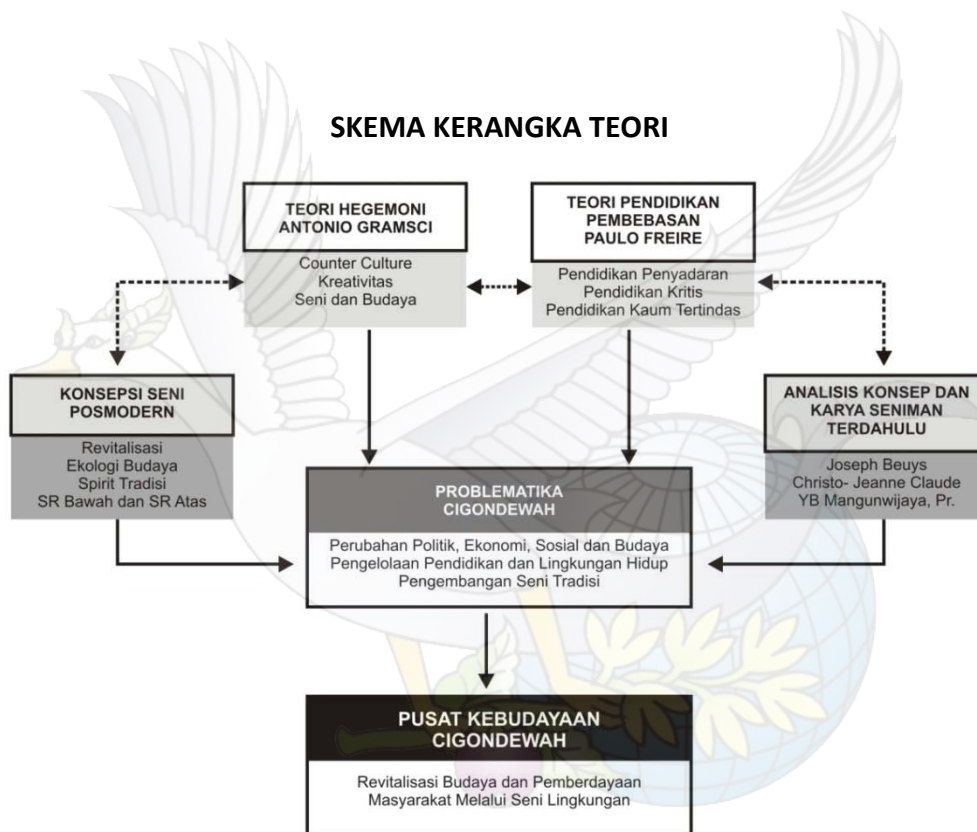 SKEMA KERANGKA TEORI
TEORI HEGEMONI
ANTONIO GRAMSCI
Counter Culture
Kreativitas
Seni dan Budaya
TEORI PENDIDIKAN
PEMBEBASAN
PAULO FREIRE
Pendidikan Penyadaran
Pendidikan Kritis
Pendidikan Kaum Tertindas
KONSEPSI SENI
POSMODERN
Revitalisasi
Ekologi Budaya
Spirit Tradisi
SR Bawah dan SR Atas
ANALISIS KONSEP DAN
KARYA SENIMAN
TERDAHULU
Joseph Beuys
Christo- Jeanne Claude
YB Mangunwijaya, Pr.
PROBLEMATIKA
CIGONDEWAH
Perubahan Politik, Ekonomi, Sosial dan Budaya
Pengelolaan Pendidikan dan Lingkungan Hidup
Pengembangan Seni Tradisi
PUSAT KEBUDAYAAN
CIGONDEWAH
Revitalisasi Budaya dan Pemberdayaan
Masyarakat Melalui Seni Lingkungan